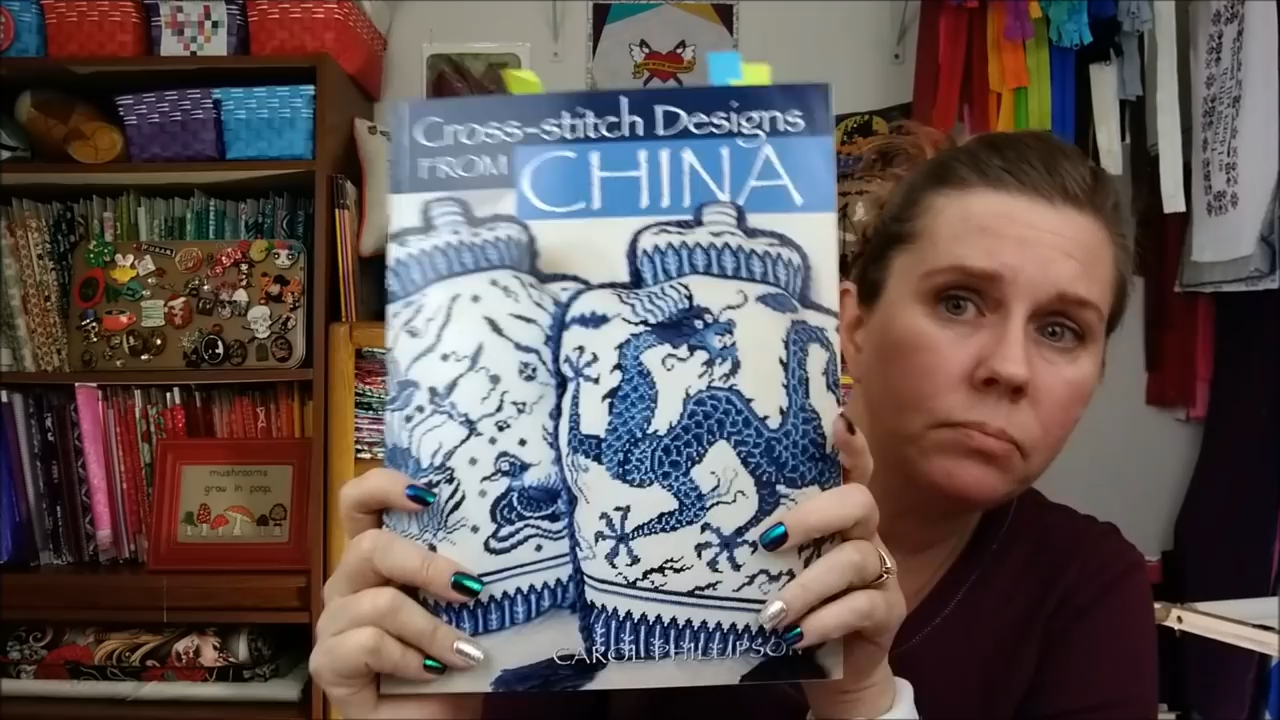 Cross-stitch Designs
FROM CHINA
CAROL PHILLIPSON
mushrooms
grow in poop.